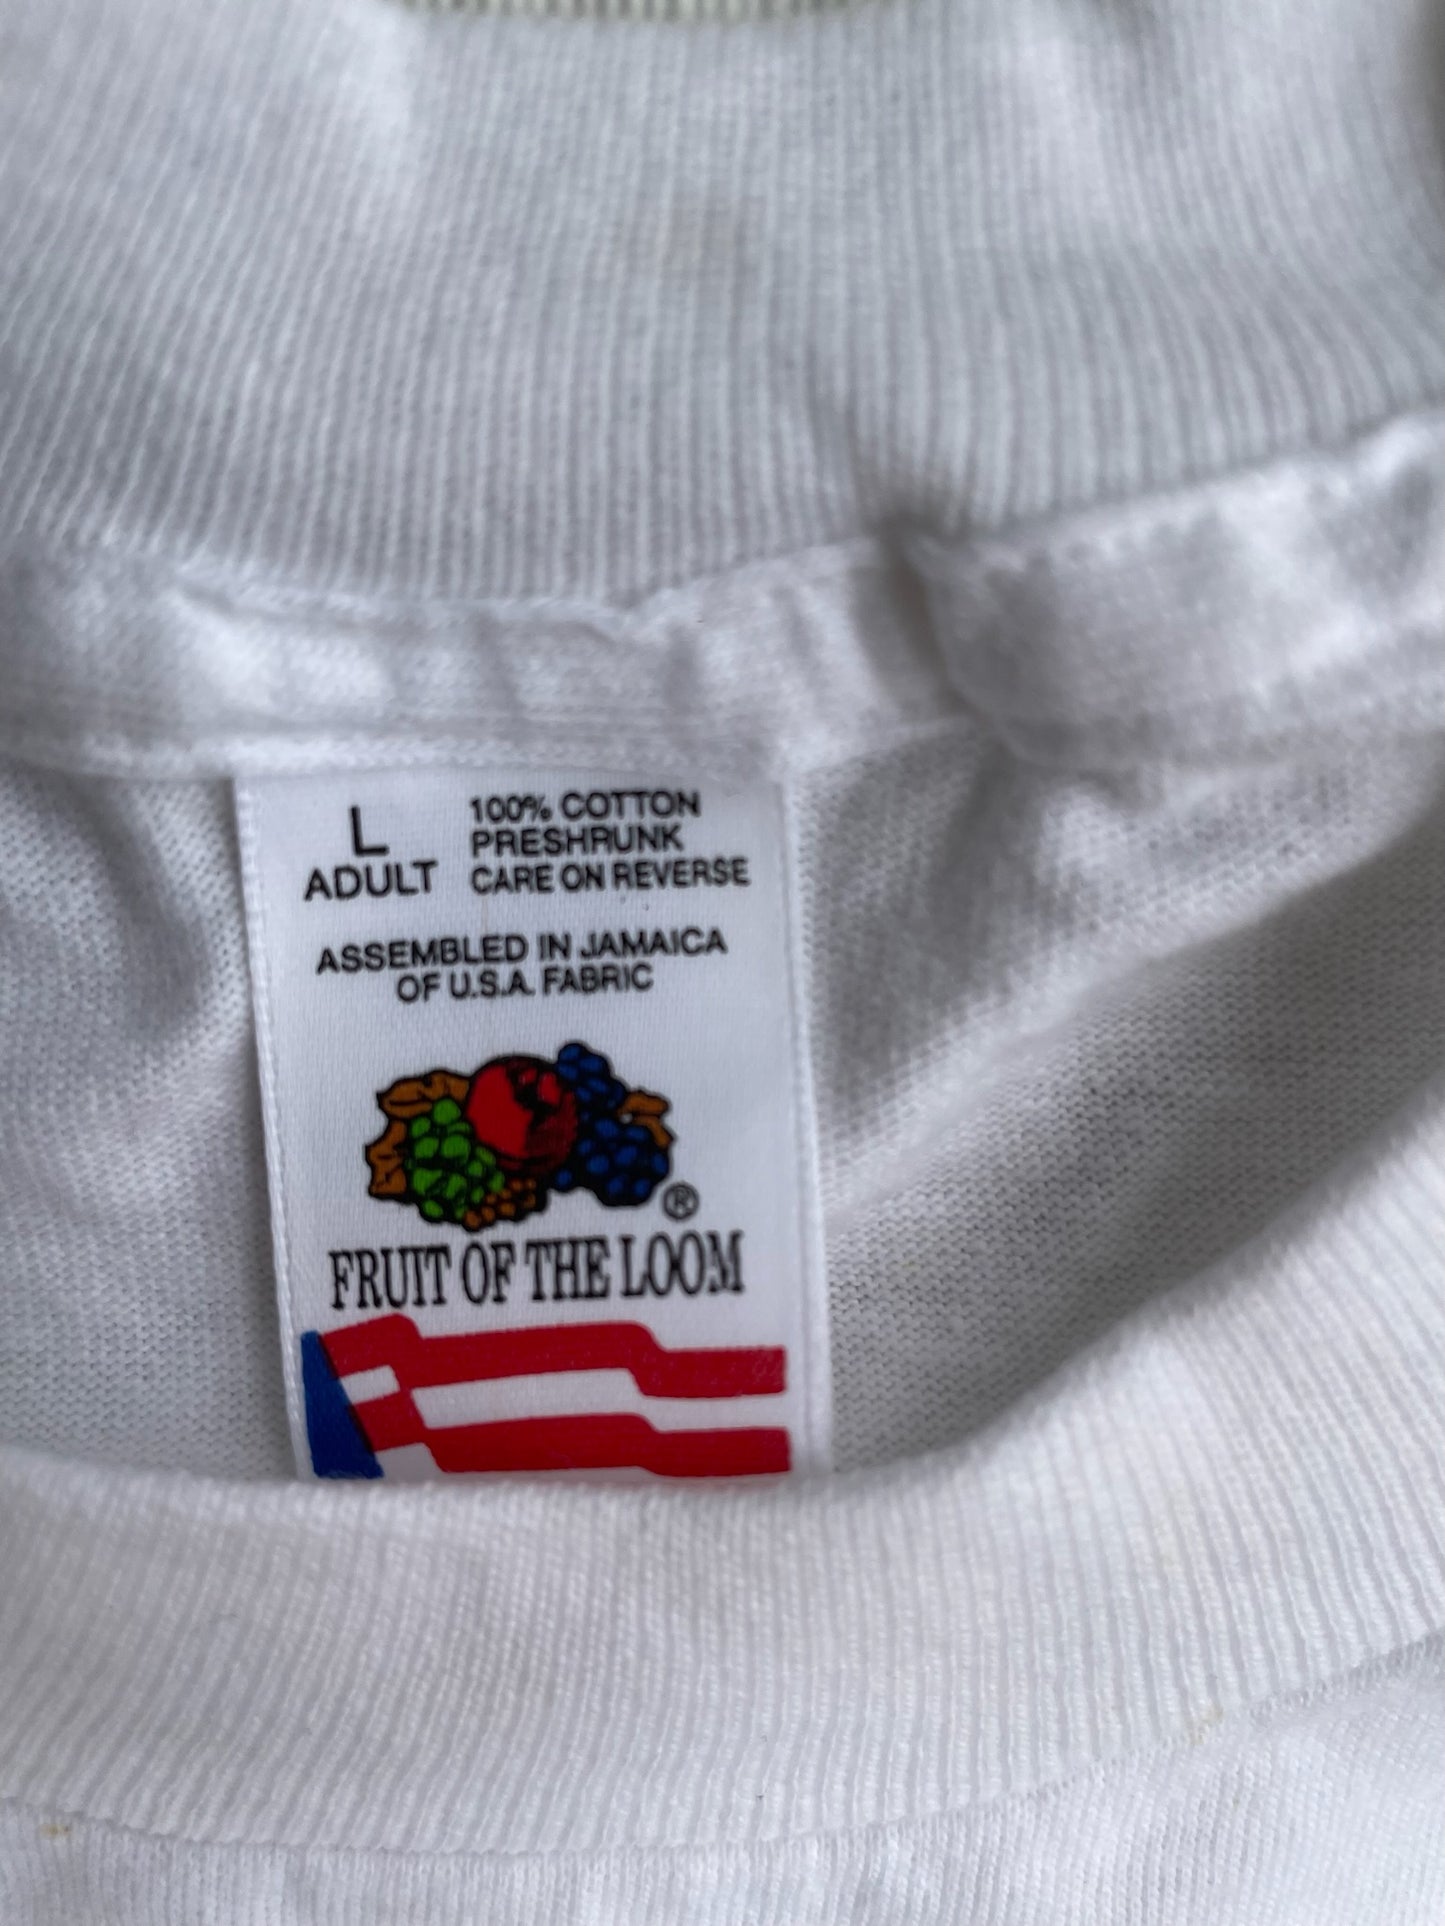 L
ADULT
100% COTTON
PRESHRUNK
CARE ON REVERSE
ASSEMBLED IN JAMAICA
OF U.S.A. FABRIC
®
FRUIT OF THE LOOM